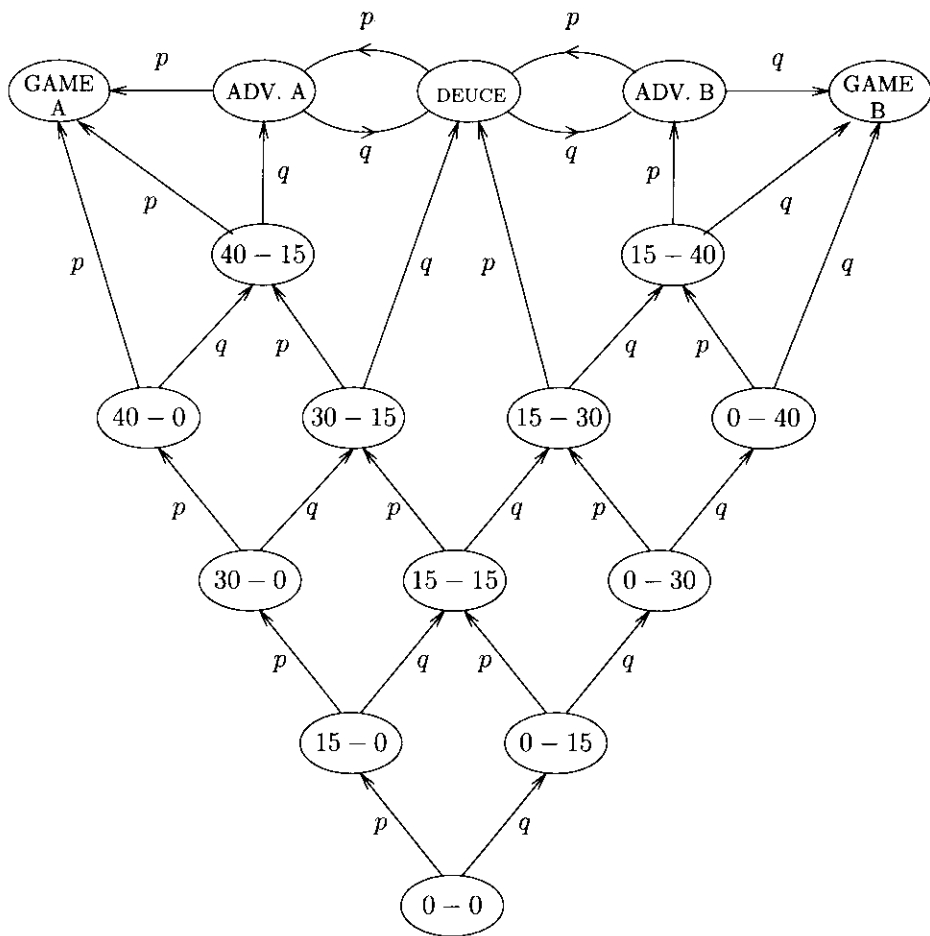 p p
p GAME A ADV. A DEUCE ADV. B q GAME B
q q
p q p q
40 – 15 15 – 40
p q p q
q p q p
40 – 0 30 – 15 15 – 30 0 – 40
p q p q p q
30 – 0 15 – 15 0 – 30
p q p q
15 – 0 0 – 15
p q
0 – 0